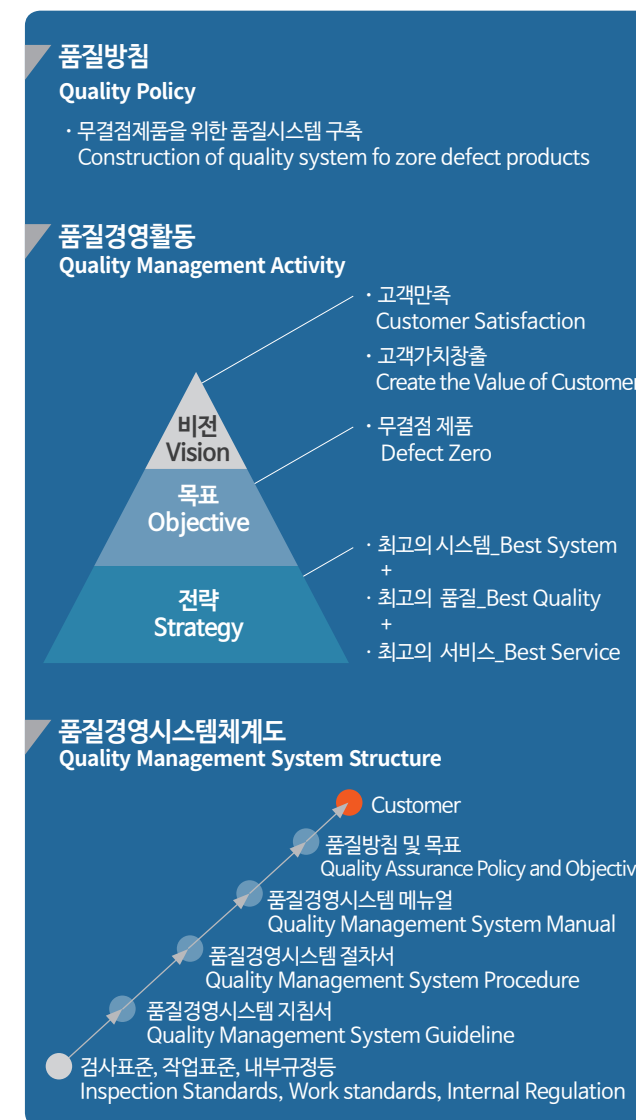 품질방침
Quality Policy
· 무결점제품을 위한 품질시스템 구축
Construction of quality system fo zore defect products
품질경영활동
Quality Management Activity
· 고객만족
Customer Satisfaction
· 고객가치창출
Create the Value of Customer
비전
Vision
· 무결점 제품
Defect Zero
목표
Objective
· 최고의 시스템_Best System
+
· 최고의 품질_Best Quality
+
· 최고의 서비스_Best Service
전략
Strategy
품질경영시스템체계도
Quality Management System Structure
Customer
품질방침 및 목표
Quality Assurance Policy and Objectiv
품질경영시스템 메뉴얼
Quality Management System Manual
품질경영시스템 절차서
Quality Management System Procedure
품질경영시스템 지침서
Quality Management System Guideline
검사표준, 작업표준, 내부규정등
Inspection Standards, Work standards, Internal Regulation